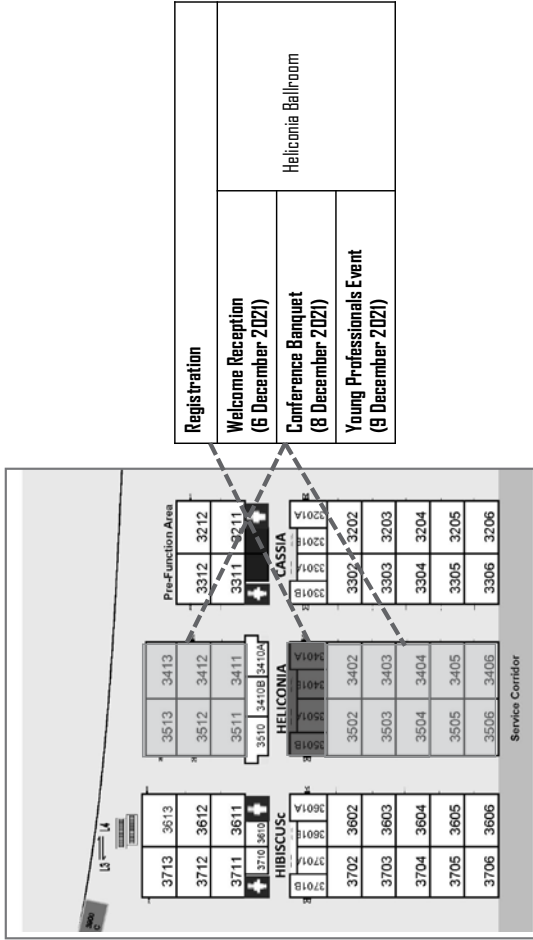 Registration
Welcome Reception
(6 December 2021)
Conference Banquet
(8 December 2021)
Young Professionals Event
(9 December 2021)
Heliconia Ballroom
L3
L4
Pre-Function Area
3713 3613 3513 3413
3712 3612 3512 3412 3312 3212
3711 3611 3511 3411 3311 3211
3710 3610 3510 3410B 3410A
HIBISCUSc HELICONIA CASSIA
3701B 3701A 3601B 3601A 3501B 3501A 3401B 3401A 3301B 3301A 3201B 3201A
3702 3602 3502 3402 3302 3202
3703 3603 3503 3403 3303 3203
3704 3604 3504 3404 3304 3204
3705 3605 3505 3405 3305 3205
3706 3606 3506 3406 3306 3206
Service Corridor